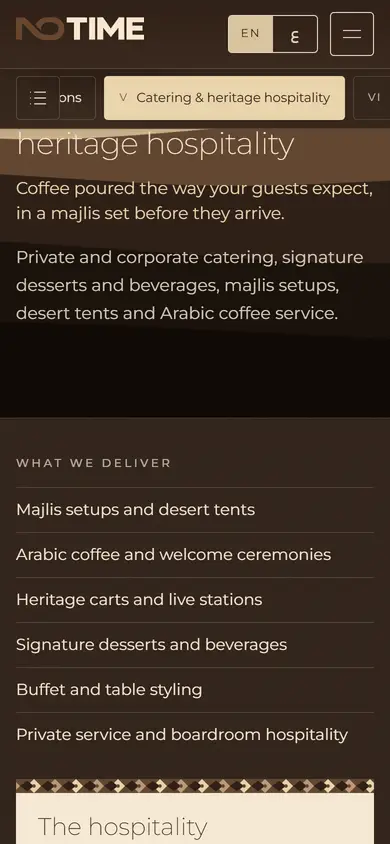 NOTIME
EN
ع
ons
V Catering & heritage hospitality
VI
heritage hospitality
Coffee poured the way your guests expect,
in a majlis set before they arrive.
Private and corporate catering, signature
desserts and beverages, majlis setups,
desert tents and Arabic coffee service.
WHAT WE DELIVER
Majlis setups and desert tents
Arabic coffee and welcome ceremonies
Heritage carts and live stations
Signature desserts and beverages
Buffet and table styling
Private service and boardroom hospitality
The hospitality